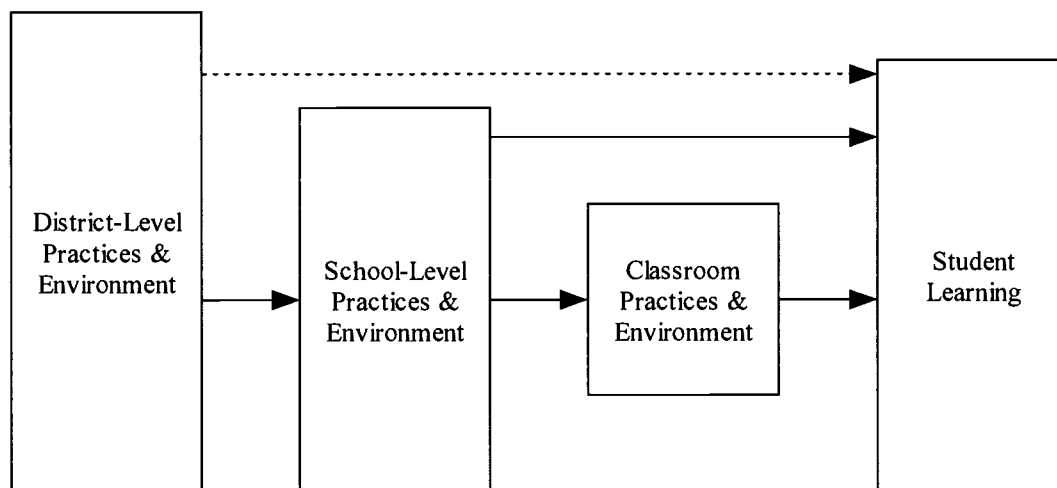 District-Level
Practices &
Environment
School-Level
Practices &
Environment
Classroom
Practices &
Environment
Student
Learning